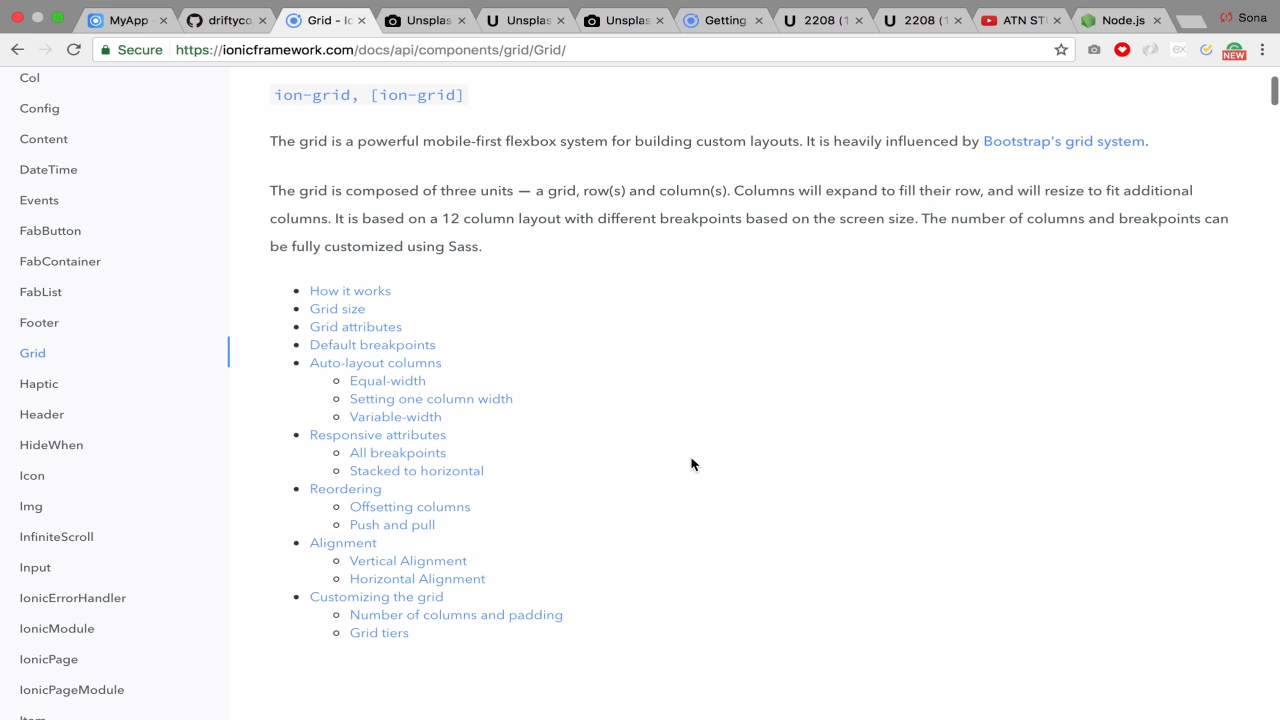 MyApp
driftyco
Grid - Io
Unsplas
Unsplas
Unsplas
Getting
2208 (1
2208 (1
ATN ST
Node.js
Sona
Secure
https://ionicframework.com/docs/api/components/grid/Grid/
ex
NEW
Col
Config
Content
DateTime
Events
FabButton
FabContainer
FabList
Footer
Grid
Haptic
Header
HideWhen
Icon
Img
InfiniteScroll
Input
IonicErrorHandler
IonicModule
IonicPage
IonicPageModule
Item
ion-grid, [ion-grid]
The grid is a powerful mobile-first flexbox system for building custom layouts. It is heavily influenced by Bootstrap's grid system.
The grid is composed of three units — a grid, row(s) and column(s). Columns will expand to fill their row, and will resize to fit additional
columns. It is based on a 12 column layout with different breakpoints based on the screen size. The number of columns and breakpoints can
be fully customized using Sass.
How it works
Grid size
Grid attributes
Default breakpoints
Auto-layout columns
Equal-width
Setting one column width
Variable-width
Responsive attributes
All breakpoints
Stacked to horizontal
Reordering
Offsetting columns
Push and pull
Alignment
Vertical Alignment
Horizontal Alignment
Customizing the grid
Number of columns and padding
Grid tiers